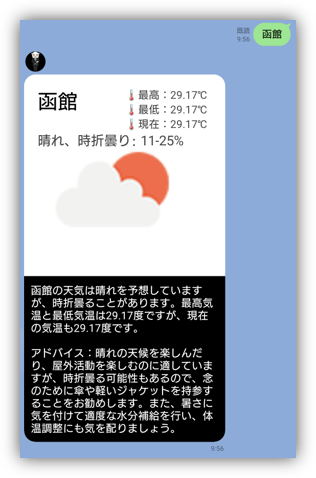 既読
9:56
函館
函館
🌡最高：29.17℃
🌡最低：29.17℃
🌡現在：29.17℃
晴れ、時折曇り: 11-25%
函館の天気は晴れを予想しています
が、時折曇ることがあります。最高気
温と最低気温は29.17度ですが、現在
の気温も29.17度です。
アドバイス：晴れの天候を楽しんだ
り、屋外活動を楽しむのに適していま
すが、時折曇る可能性もあるので、念
のために傘や軽いジャケットを持参す
ることをお勧めします。また、暑さに
気を付けて適度な水分補給を行い、体
温調整にも気を配りましょう。
9:56